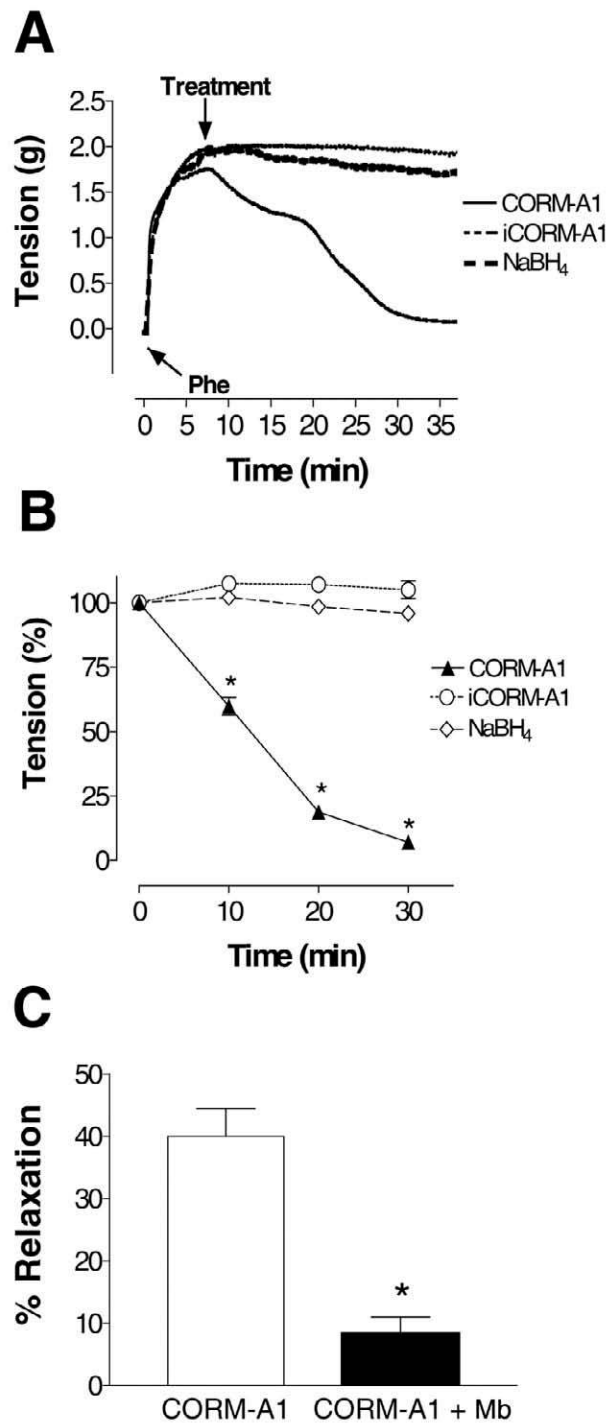 A
Treatment
2.5
2.0
1.5
1.0
0.5
0.0
Tension (g)
CORM-A1
iCORM-A1
NaBH₄
Phe
0 5 10 15 20 25 30 35
Time (min)
B
100
75
50
25
0
Tension (%)
*
*
*
CORM-A1
iCORM-A1
NaBH₄
0 10 20 30
Time (min)
C
50
40
30
20
10
0
% Relaxation
*
CORM-A1 CORM-A1 + Mb